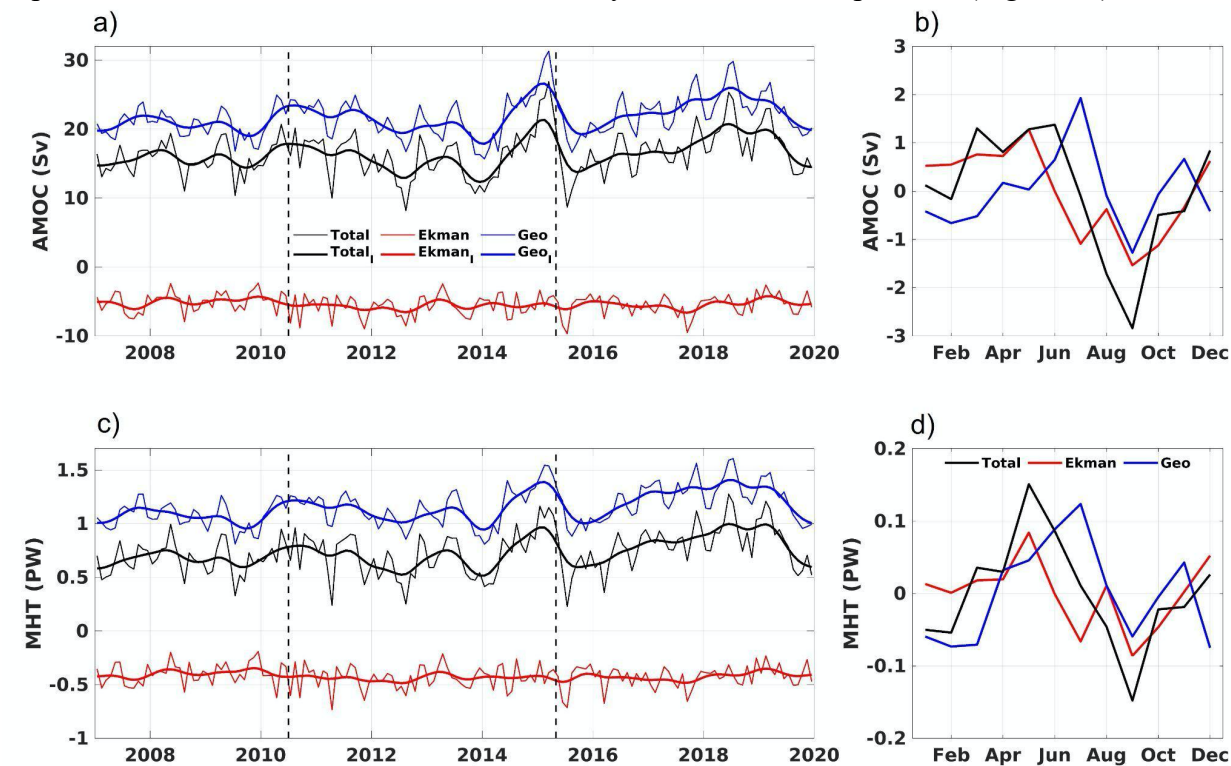 a)
b)
AMOC (Sv)
30
20
10
0
-10
Total Ekman Geo
Total_I Ekman_I Geo_I
2008 2010 2012 2014 2016 2018 2020
AMOC (Sv)
3
2
1
0
-1
-2
-3
Feb Apr Jun Aug Oct Dec
c)
d)
MHT (PW)
1.5
1
0.5
0
-0.5
-1
2008 2010 2012 2014 2016 2018 2020
MHT (PW)
0.2
0.1
0
-0.1
-0.2
Total Ekman Geo
Feb Apr Jun Aug Oct Dec